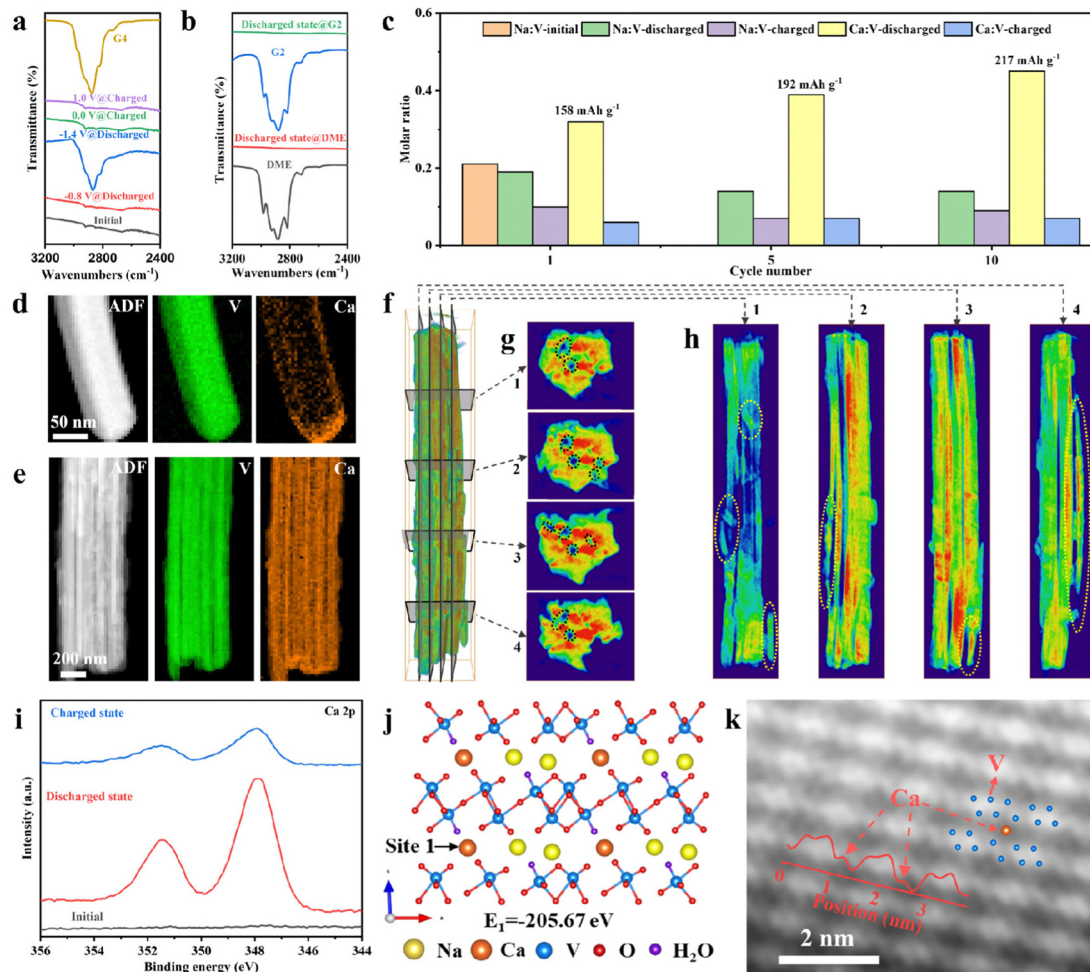 a
G4
1.0 V@Charged
0.0 V@Charged
-1.4 V@Discharged
-0.8 V@Discharged
Initial
Transmittance (%)
3200 2800 2400
Wavenumbers (cm⁻¹)
b
Discharged state@G2
G2
Discharged state@DME
DME
Transmittance (%)
3200 2800 2400
Wavenumbers (cm⁻¹)
c
Na:V-initial Na:V-discharged Na:V-charged Ca:V-discharged Ca:V-charged
158 mAh g⁻¹
192 mAh g⁻¹
217 mAh g⁻¹
Molar ratio
0.6
0.4
0.2
0
1 5 10
Cycle number
d
ADF V Ca
50 nm
e
ADF V Ca
200 nm
f
g
1
2
3
4
h
1 2 3 4
i
Ca 2p
Charged state
Discharged state
Initial
Intensity (a.u.)
356 354 352 350 348 346 344
Binding energy (eV)
j
Site 1
E₁=-205.67 eV
Na Ca V O H₂O
k
V
Ca
0 1 2 3
Position (nm)
2 nm